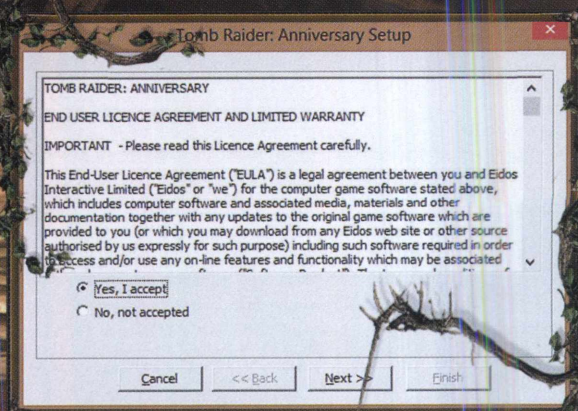 Tomb Raider: Anniversary Setup
TOMB RAIDER: ANNIVERSARY
END USER LICENCE AGREEMENT AND LIMITED WARRANTY
IMPORTANT - Please read this Licence Agreement carefully.
This End-User Licence Agreement ("EULA") is a legal agreement between you and Eidos
Interactive Limited ("Eidos" or "we") for the computer game software stated above,
which includes computer software and associated media, materials and other
documentation together with any updates to the original game software which are
provided to you (or which you may download from any Eidos web site or other source
authorised by us expressly for such purpose) including such software required in order
to access and/or use any on-line features and functionality which may be associated
Yes, I accept
No, not accepted
Cancel
<< Back
Next >>
Finish